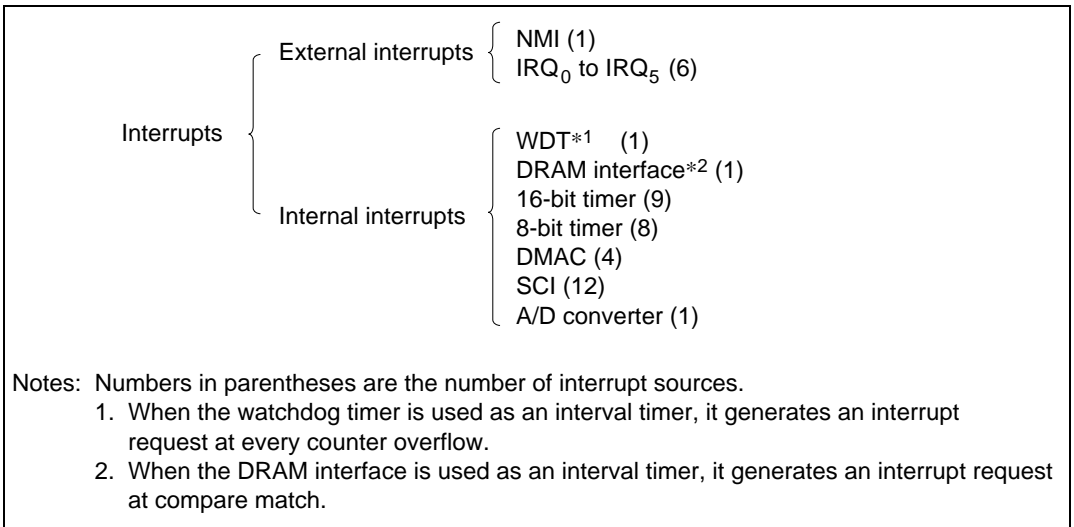 External interrupts
NMI (1)
IRQ0 to IRQ5 (6)
Interrupts
Internal interrupts
WDT*1 (1)
DRAM interface*2 (1)
16-bit timer (9)
8-bit timer (8)
DMAC (4)
SCI (12)
A/D converter (1)
Notes: Numbers in parentheses are the number of interrupt sources.
1. When the watchdog timer is used as an interval timer, it generates an interrupt
request at every counter overflow.
2. When the DRAM interface is used as an interval timer, it generates an interrupt request
at compare match.